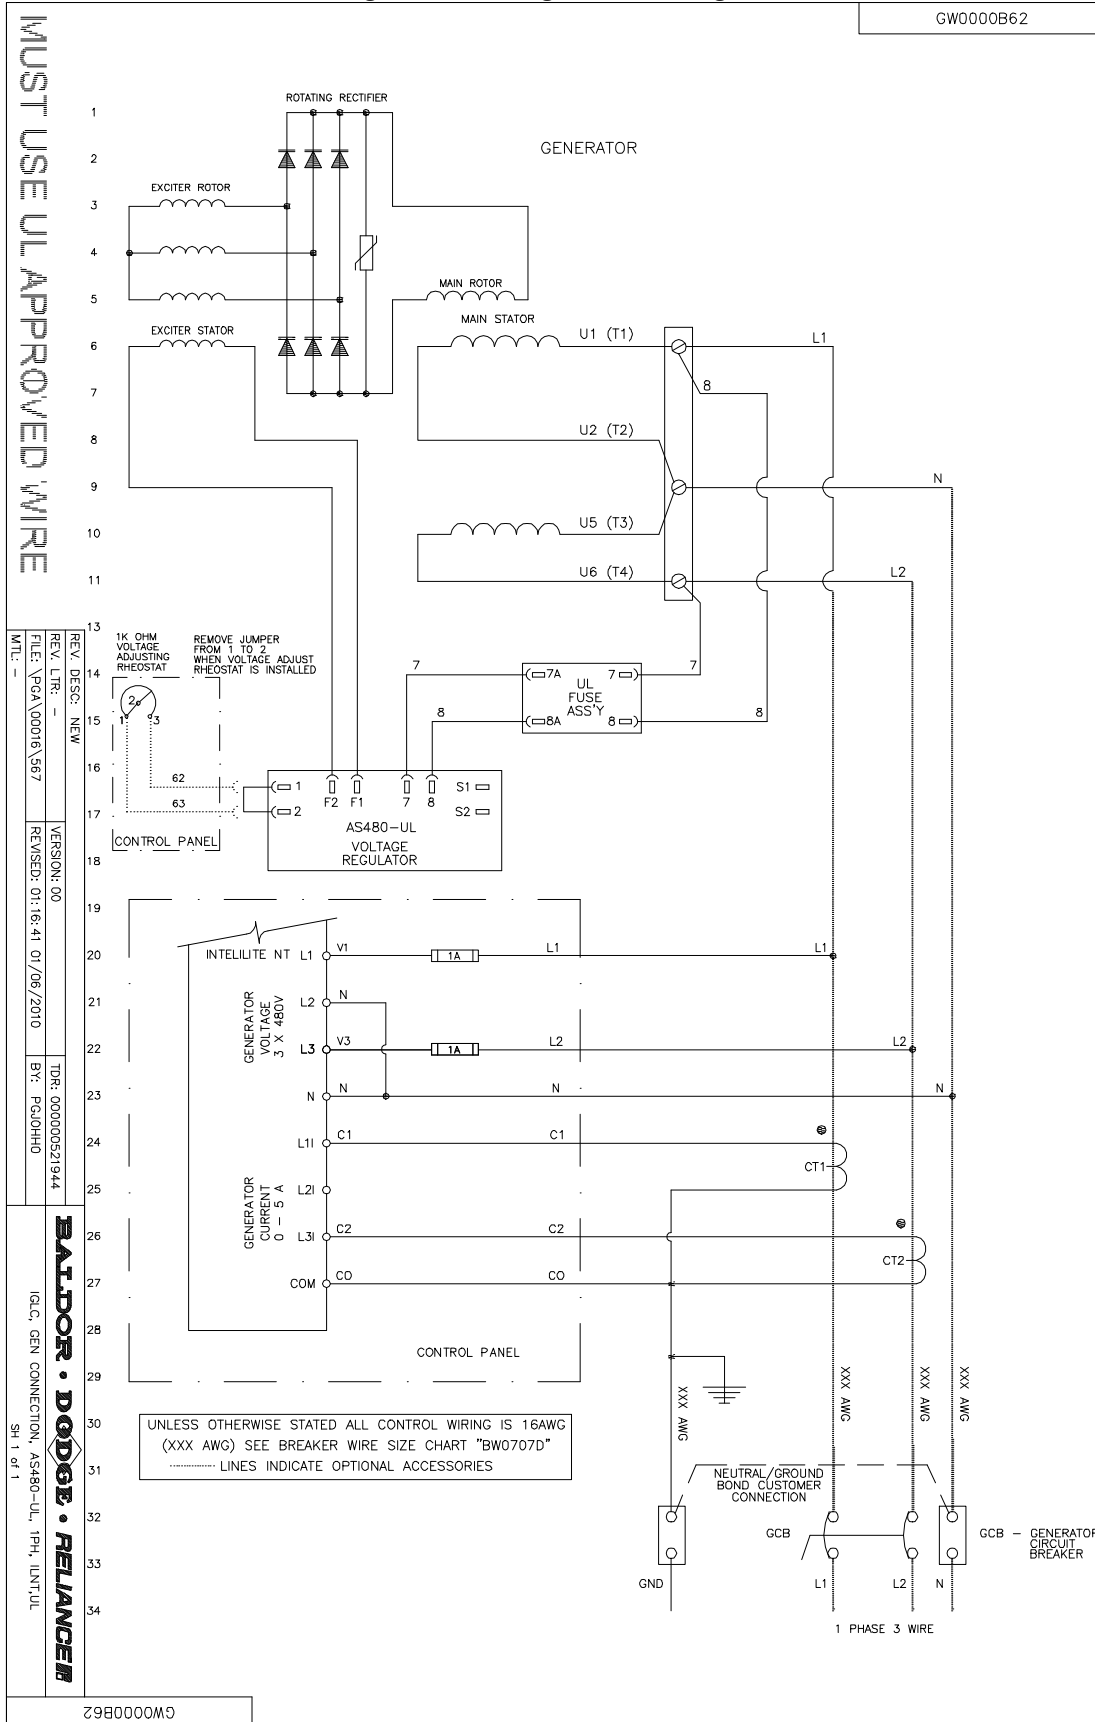 GW0000B62
MUST USE UL APPROVED WIRE
1
2
3
4
5
6
7
8
9
10
11
13
14
15
16
17
18
19
20
21
22
23
24
25
26
27
28
29
30
31
32
33
34
ROTATING RECTIFIER
GENERATOR
EXCITER ROTOR
MAIN ROTOR
EXCITER STATOR
MAIN STATOR
U1 (T1)
L1
8
U2 (T2)
N
U5 (T3)
U6 (T4)
L2
1K OHM
VOLTAGE
ADJUSTING
RHEOSTAT
REMOVE JUMPER
FROM 1 TO 2
WHEN VOLTAGE ADJUST
RHEOSTAT IS INSTALLED
2
1
3
62
63
CONTROL PANEL
7
7A
7
7
UL
FUSE
ASS'Y
8
8A
8
8
1
2
F2
F1
7
8
S1
S2
AS480-UL
VOLTAGE
REGULATOR
INTELILITE NT
L1
V1
1A
L1
L1
GENERATOR
VOLTAGE
3 X 480V
L2
N
L3
V3
1A
L2
L2
N
N
N
N
L1I
C1
C1
CT1
GENERATOR
CURRENT
0 - 5 A
L2I
L3I
C2
C2
CT2
COM
C0
C0
CONTROL PANEL
XXX AWG
XXX AWG
XXX AWG
XXX AWG
UNLESS OTHERWISE STATED ALL CONTROL WIRING IS 16AWG
(XXX AWG) SEE BREAKER WIRE SIZE CHART "BW0707D"
LINES INDICATE OPTIONAL ACCESSORIES
NEUTRAL/GROUND
BOND CUSTOMER
CONNECTION
GCB
GCB - GENERATOR
CIRCUIT
BREAKER
GND
L1
L2
N
1 PHASE 3 WIRE
REV. DESC: NEW
REV. LTR: -
VERSION: 00
TDR: 000000521944
FILE: \PGA\00016\567
REVISED: 01:16:41 01/06/2010
BY: PGJOHH0
MTL: -
BALDOR • DODGE • RELIANCE
IGLC, GEN CONNECTION, AS480-UL, 1PH, ILNT,UL
SH 1 of 1
GW0000B62